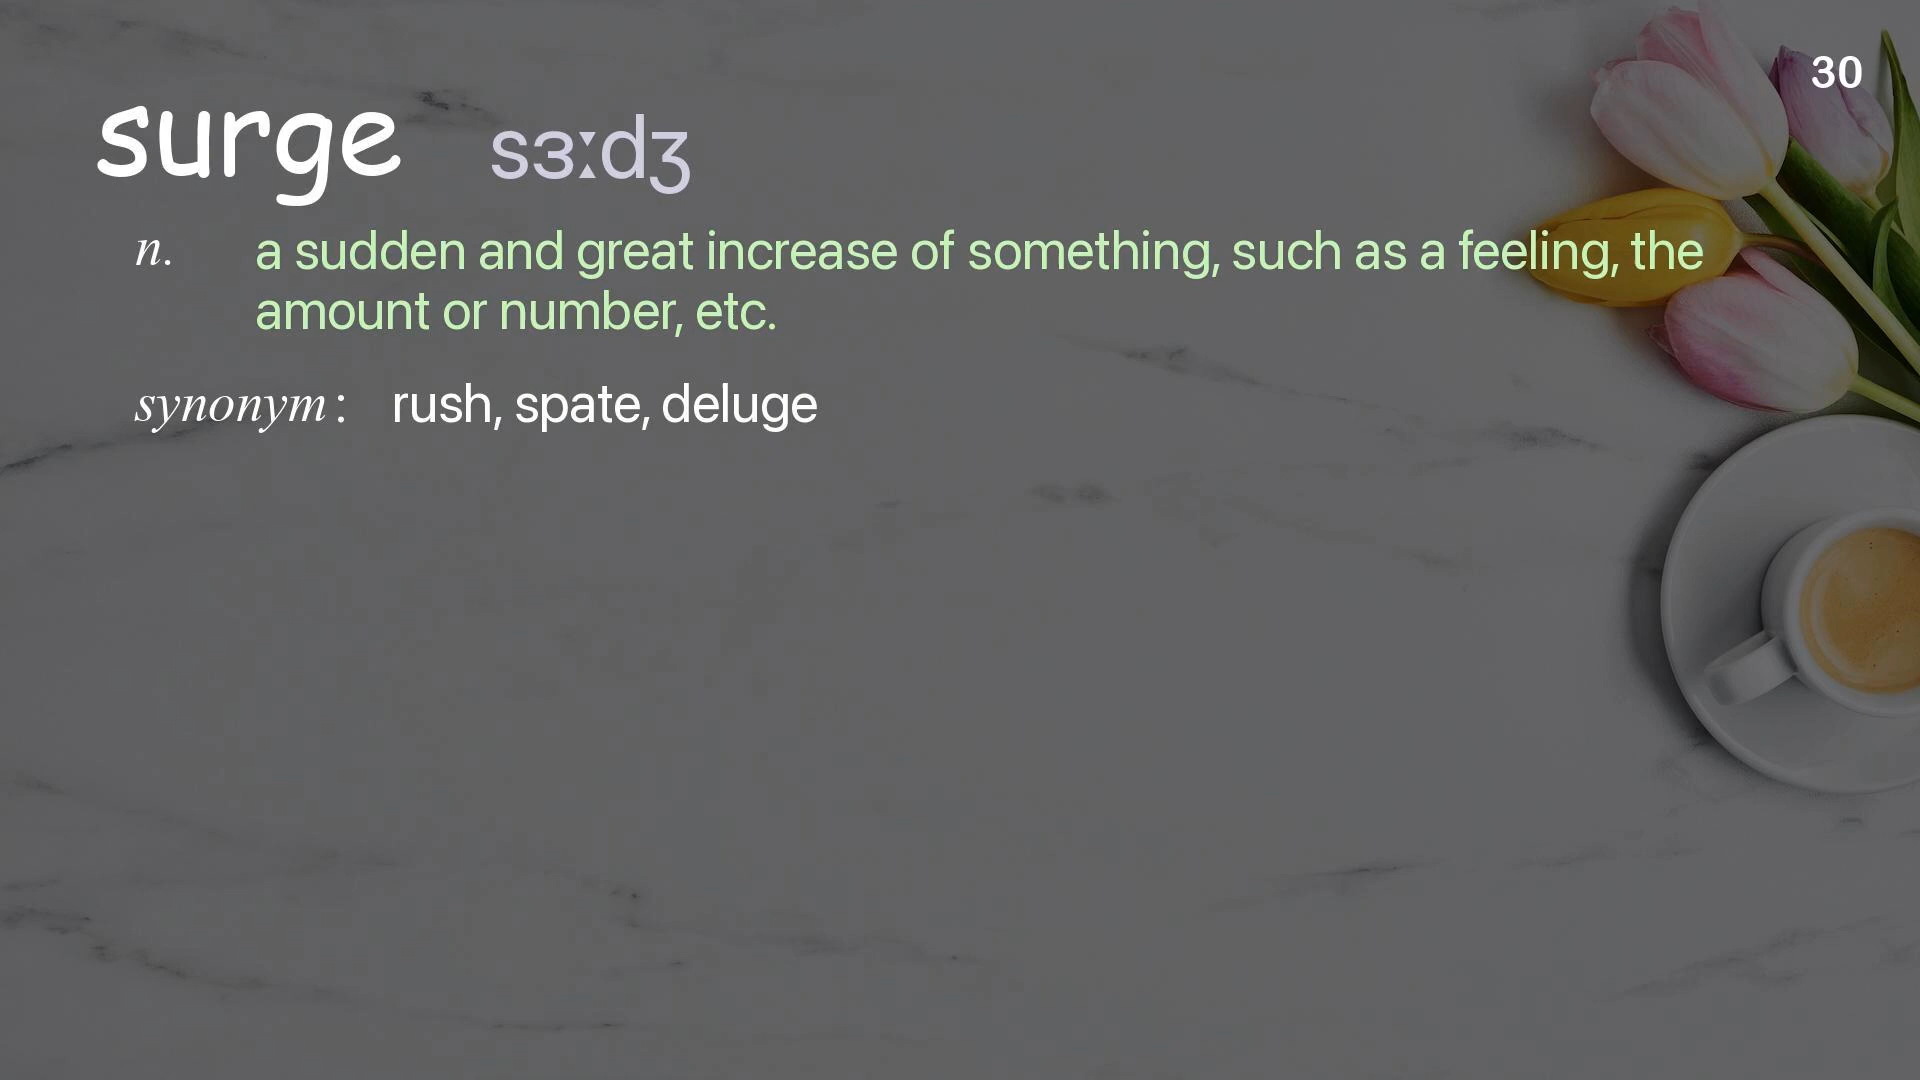 30
surge sɜːdʒ
n. a sudden and great increase of something, such as a feeling, the
amount or number, etc.
synonym: rush, spate, deluge